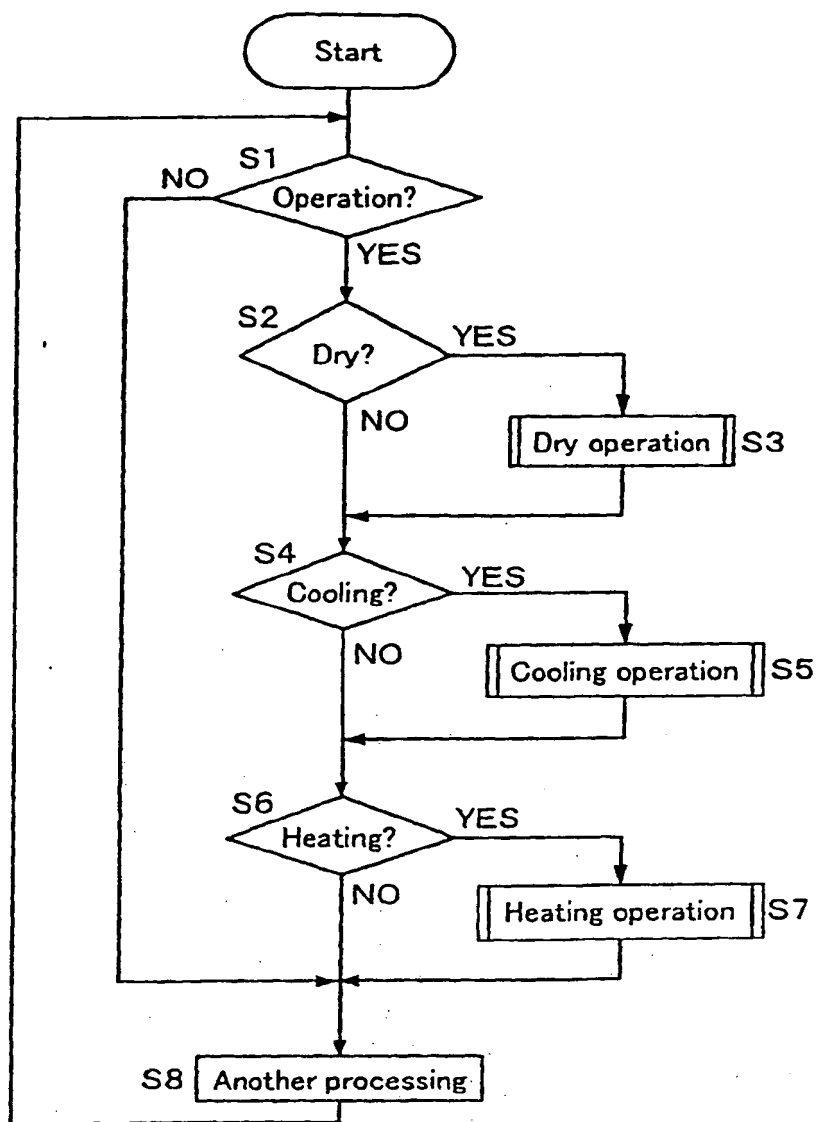 Start
S1
NO
Operation?
YES
S2
YES
Dry?
NO
Dry operation
S3
S4
YES
Cooling?
NO
Cooling operation
S5
S6
YES
Heating?
NO
Heating operation
S7
S8
Another processing